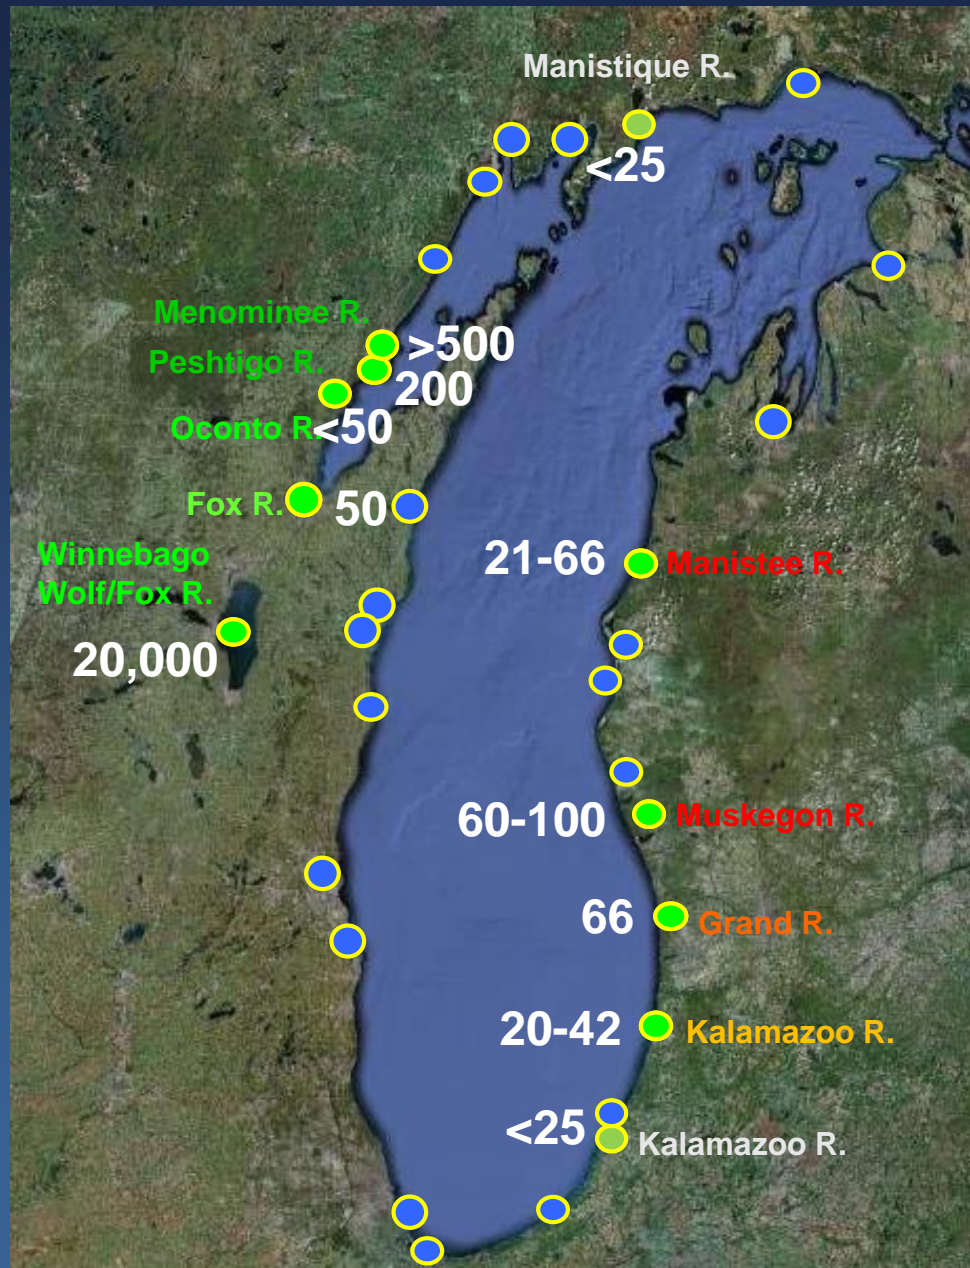 Manistique R.
<25
Menominee R.
>500
Peshtigo R.
200
Oconto R.
<50
Fox R.
50
Winnebago
Wolf/Fox R.
20,000
21-66
Manistee R.
60-100
Muskegon R.
66
Grand R.
20-42
Kalamazoo R.
<25
Kalamazoo R.